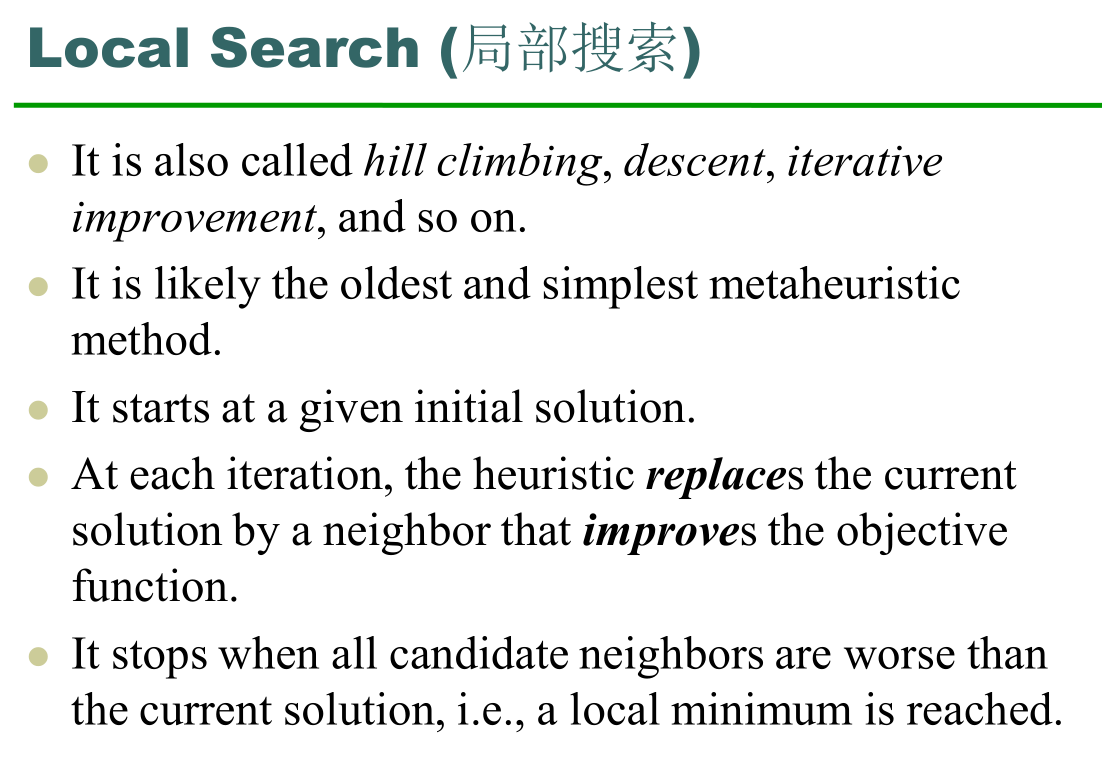 Local Search (局部搜索)
It is also called hill climbing, descent, iterative
improvement, and so on.
It is likely the oldest and simplest metaheuristic
method.
It starts at a given initial solution.
At each iteration, the heuristic replaces the current
solution by a neighbor that improves the objective
function.
It stops when all candidate neighbors are worse than
the current solution, i.e., a local minimum is reached.